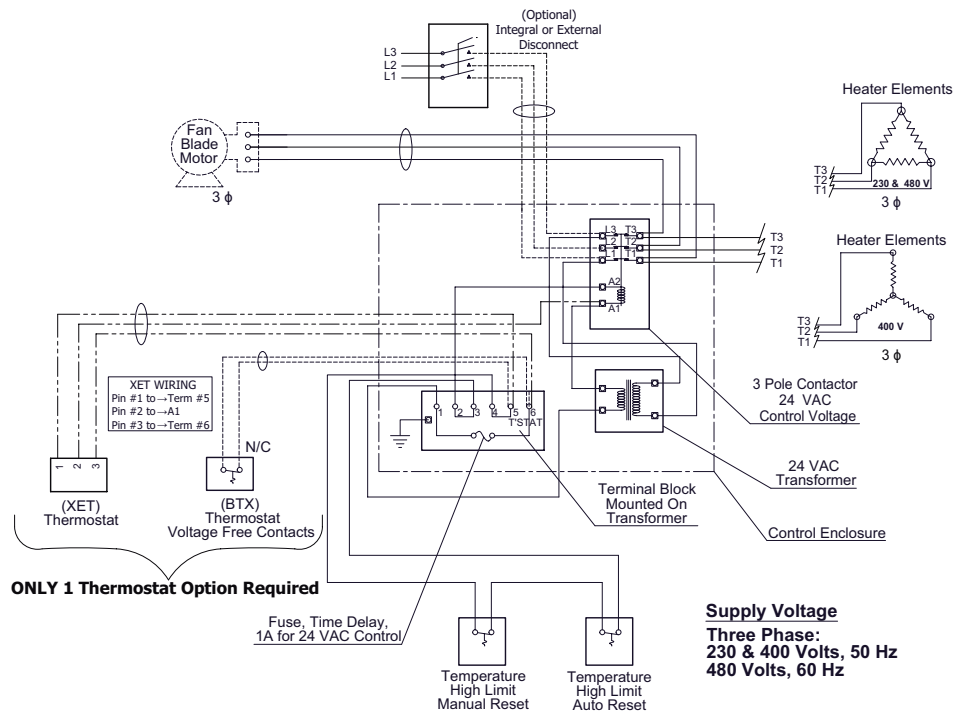 (Optional)
Integral or External
Disconnect
L3
L2
L1
Heater Elements
T3
T2
T1
230 & 480 V
3 ϕ
Fan
Blade
Motor
3 ϕ
L3 T3
L2 T2
L1 T1
A2
A1
T3
T2
T1
Heater Elements
T3
T2
T1
400 V
3 ϕ
XET WIRING
Pin #1 to→Term #5
Pin #2 to→A1
Pin #3 to→Term #6
N/C
1 2 3 4 5 6
T'STAT
3 Pole Contactor
24 VAC
Control Voltage
24 VAC
Transformer
1 2 3
(XET)
Thermostat
(BTX)
Thermostat
Voltage Free Contacts
Terminal Block
Mounted On
Transformer
Control Enclosure
ONLY 1 Thermostat Option Required
Fuse, Time Delay,
1A for 24 VAC Control
Temperature
High Limit
Manual Reset
Temperature
High Limit
Auto Reset
Supply Voltage
Three Phase:
230 & 400 Volts, 50 Hz
480 Volts, 60 Hz